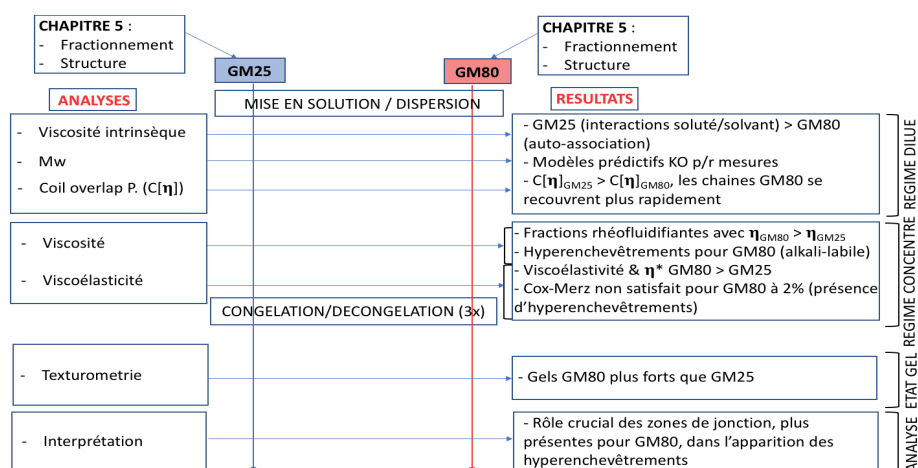 CHAPITRE 5 :
- Fractionnement
- Structure
CHAPITRE 5 :
- Fractionnement
- Structure
GM25
GM80
ANALYSES
MISE EN SOLUTION / DISPERSION
RESULTATS
- Viscosité intrinsèque
- Mw
- Coil overlap P. (C[η])
- GM25 (interactions soluté/solvant) > GM80
(auto-association)
- Modèles prédictifs KO p/r mesures
- C[η]GM25 > C[η]GM80, les chaines GM80 se
recouvrent plus rapidement
REGIME DILUE
- Viscosité
- Viscoélasticité
- Fractions rhéofluidifiantes avec ηGM80 > ηGM25
- Hyperenchevêtrements pour GM80 (alkali-labile)
- Viscoélastivité & η* GM80 > GM25
- Cox-Merz non satisfait pour GM80 à 2% (présence
d'hyperenchevêtrements)
REGIME CONCENTRE
CONGELATION/DECONGELATION (3x)
- Texturometrie
- Gels GM80 plus forts que GM25
ETAT GEL
- Interprétation
- Rôle crucial des zones de jonction, plus
présentes pour GM80, dans l'apparition des
hyperenchevêtrements
ANALYSE